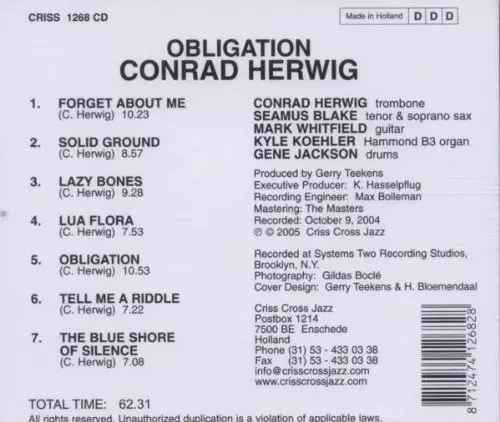 CRISS 1268 CD
Made in Holland D D D
OBLIGATION
CONRAD HERWIG
1. FORGET ABOUT ME
(C. Herwig) 10.23
2. SOLID GROUND
(C. Herwig) 8.57
3. LAZY BONES
(C. Herwig) 9.28
4. LUA FLORA
(C. Herwig) 7.53
5. OBLIGATION
(C. Herwig) 10.53
6. TELL ME A RIDDLE
(C. Herwig) 7.22
7. THE BLUE SHORE
OF SILENCE
(C. Herwig) 7.08
TOTAL TIME: 62.31
CONRAD HERWIG trombone
SEAMUS BLAKE tenor & soprano sax
MARK WHITFIELD guitar
KYLE KOEHLER Hammond B3 organ
GENE JACKSON drums
Produced by Gerry Teekens
Executive Producer: K. Hasselpflug
Recording Engineer: Max Bolleman
Mastering: The Masters
Recorded: October 9, 2004
℗ © 2005 Criss Cross Jazz
Recorded at Systems Two Recording Studios,
Brooklyn, N.Y.
Photography: Gildas Boclé
Cover Design: Gerry Teekens & H. Bloemendaal
Criss Cross Jazz
Postbox 1214
7500 BE Enschede
Holland
Phone (31) 53 - 433 03 38
Fax (31) 53 - 433 03 38
info@crisscrossjazz.com
www.crisscrossjazz.com
8 712474 126828
All rights reserved. Unauthorized duplication is a violation of applicable laws.